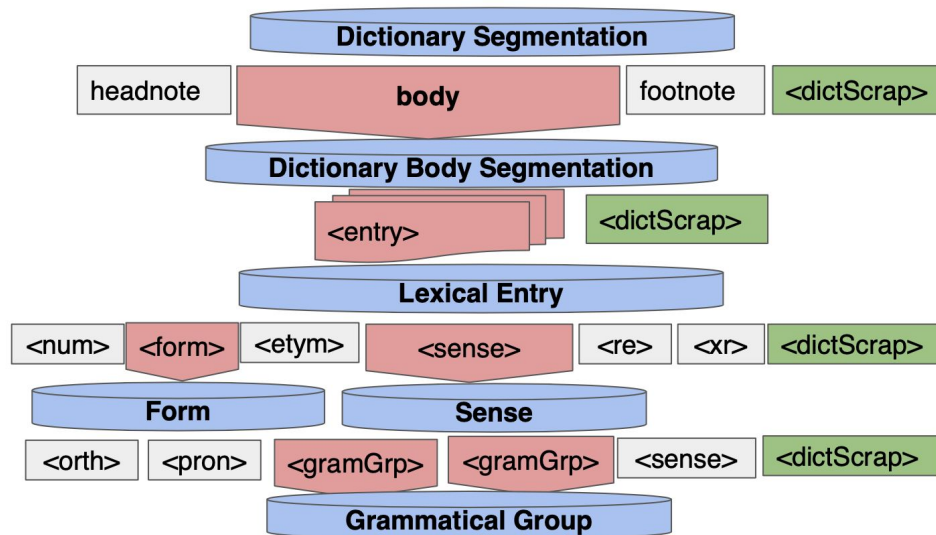 Dictionary Segmentation
headnote body footnote <dictScrap>
Dictionary Body Segmentation
<entry> <dictScrap>
Lexical Entry
<num> <form> <etym> <sense> <re> <xr> <dictScrap>
Form Sense
<orth> <pron> <gramGrp> <gramGrp> <sense> <dictScrap>
Grammatical Group